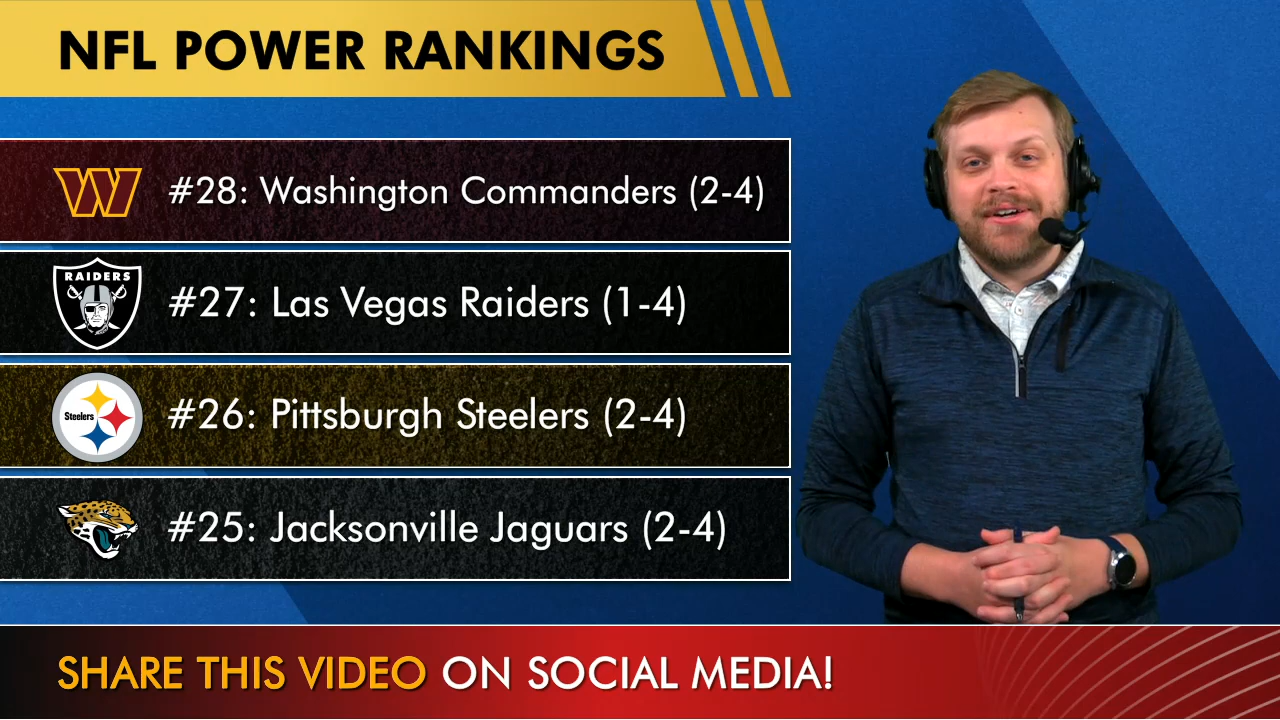 NFL POWER RANKINGS
#28: Washington Commanders (2-4)
RAIDERS
#27: Las Vegas Raiders (1-4)
Steelers
#26: Pittsburgh Steelers (2-4)
#25: Jacksonville Jaguars (2-4)
SHARE THIS VIDEO ON SOCIAL MEDIA!